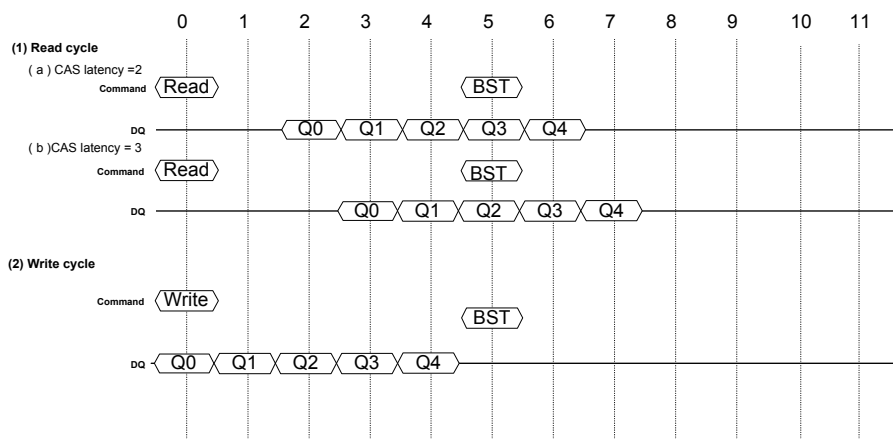 0 1 2 3 4 5 6 7 8 9 10 11
(1) Read cycle
( a ) CAS latency =2
Command Read BST
DQ Q0 Q1 Q2 Q3 Q4
( b )CAS latency = 3
Command Read BST
DQ Q0 Q1 Q2 Q3 Q4
(2) Write cycle
Command Write BST
DQ Q0 Q1 Q2 Q3 Q4